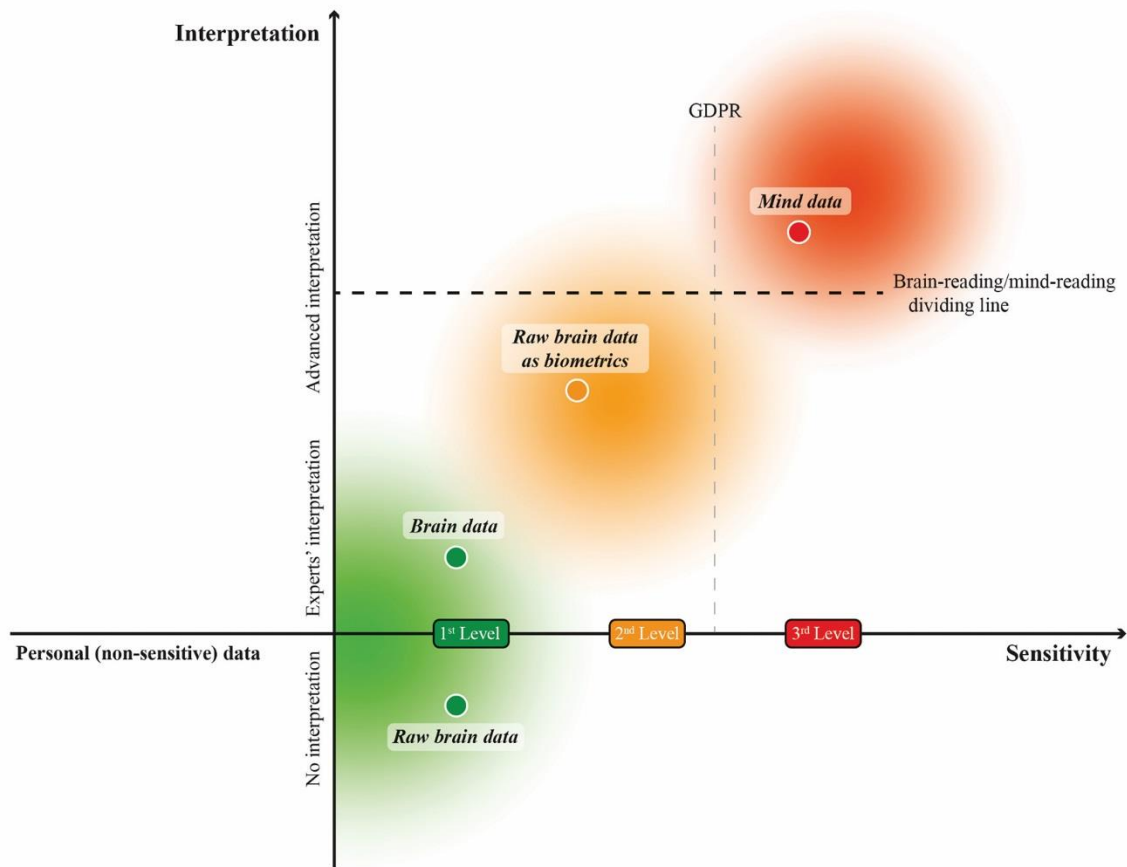 Interpretation
GDPR
Mind data
Advanced interpretation
Brain-reading/mind-reading
dividing line
Raw brain data
as biometrics
Experts' interpretation
Brain data
1st Level
2nd Level
3rd Level
Personal (non-sensitive) data
Sensitivity
No interpretation
Raw brain data